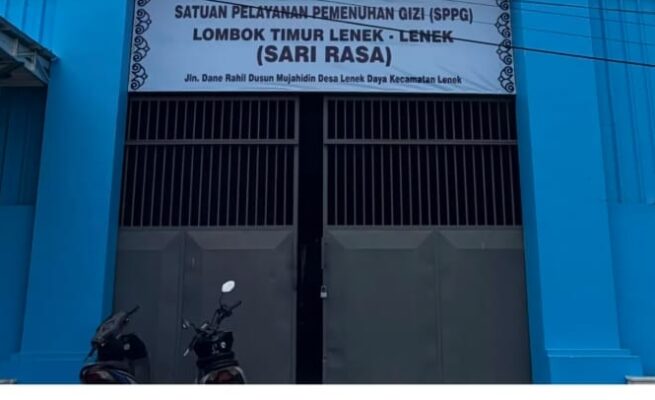 SATUAN PELAYANAN PEMENUHAN GIZI (SPPG)
LOMBOK TIMUR LENEK - LENEK
(SARI RASA)
Jln. Dane Rahil Dusun Mujahidin Desa Lenek Daya Kecamatan Lenek